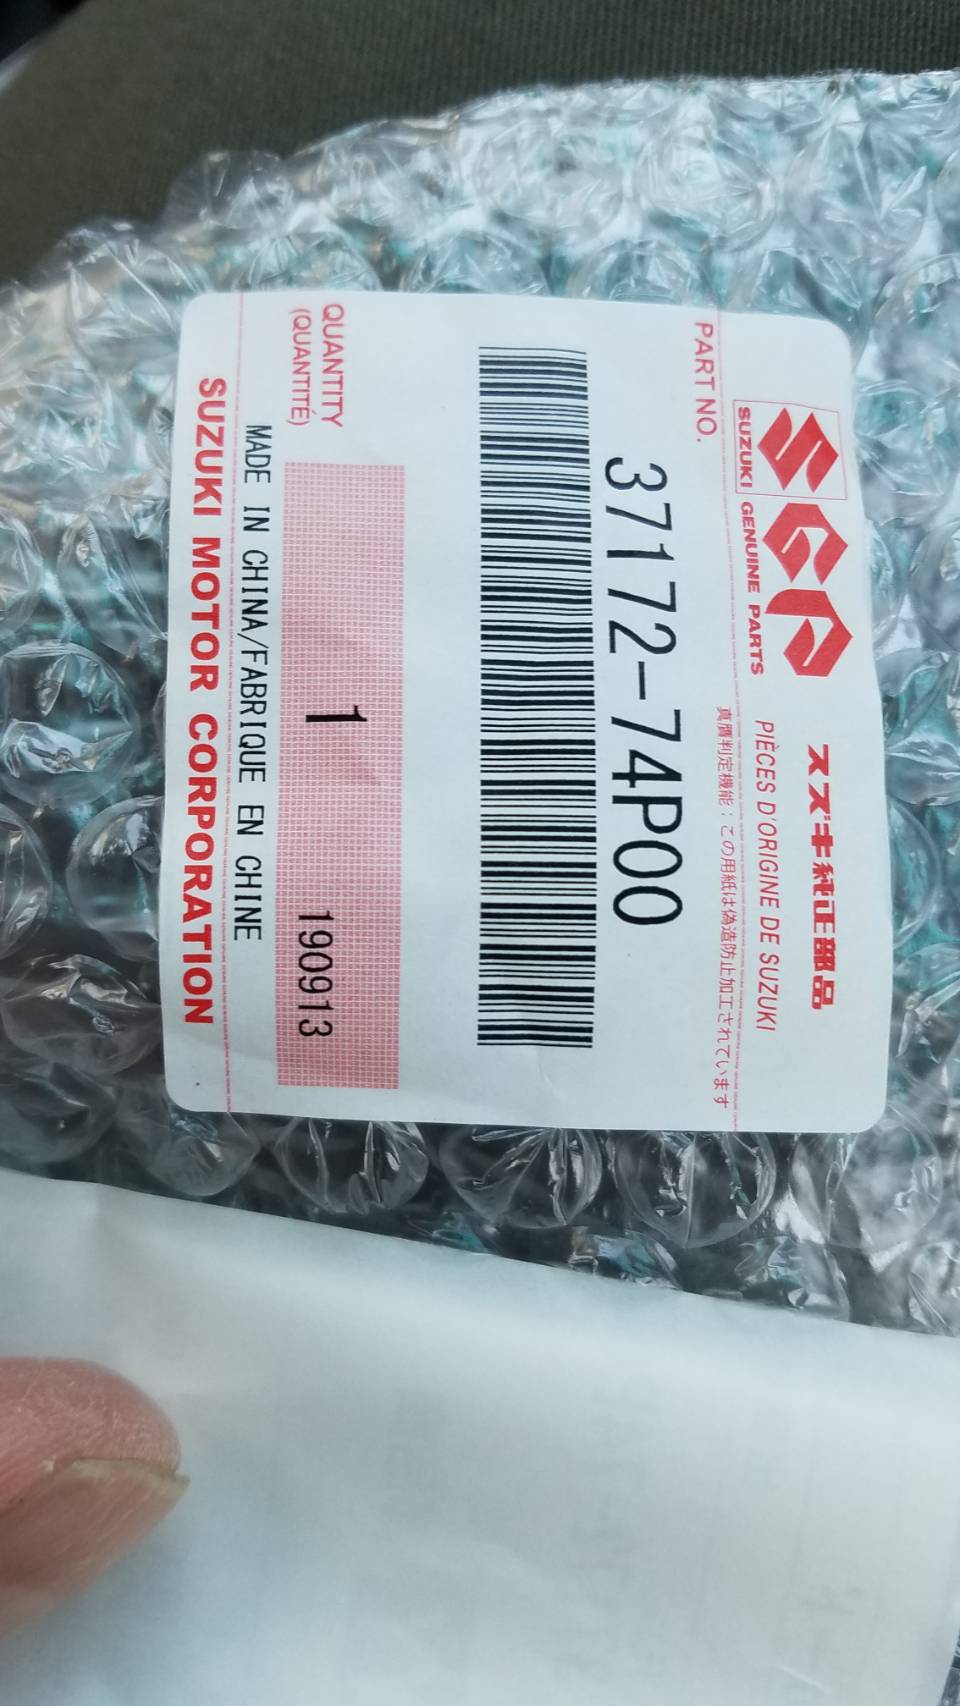 SGP
SUZUKI GENUINE PARTS
スズキ純正部品
PIÈCES D'ORIGINE DE SUZUKI
真贋判定機能：この用紙は偽造防止加工されています
PART NO.
37172-74P00
QUANTITY
(QUANTITÉ)
1
190913
MADE IN CHINA/FABRIQUE EN CHINE
SUZUKI MOTOR CORPORATION